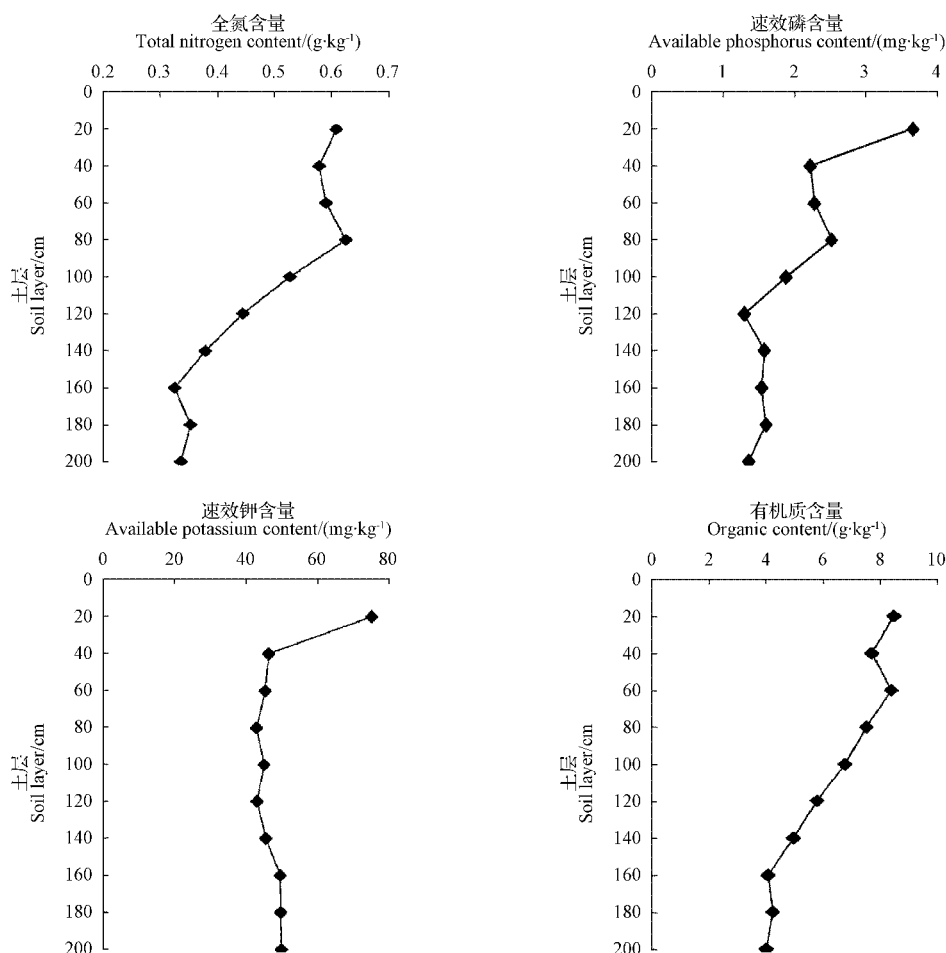 全氮含量
Total nitrogen content/(g·kg⁻¹)
0.2 0.3 0.4 0.5 0.6 0.7
0
20
40
60
80
100
120
140
160
180
200
土层
Soil layer/cm
速效磷含量
Available phosphorus content/(mg·kg⁻¹)
0 1 2 3 4
0
20
40
60
80
100
120
140
160
180
200
土层
Soil layer/cm
速效钾含量
Available potassium content/(mg·kg⁻¹)
0 20 40 60 80
0
20
40
60
80
100
120
140
160
180
200
土层
Soil layer/cm
有机质含量
Organic content/(g·kg⁻¹)
0 2 4 6 8 10
0
20
40
60
80
100
120
140
160
180
200
土层
Soil layer/cm